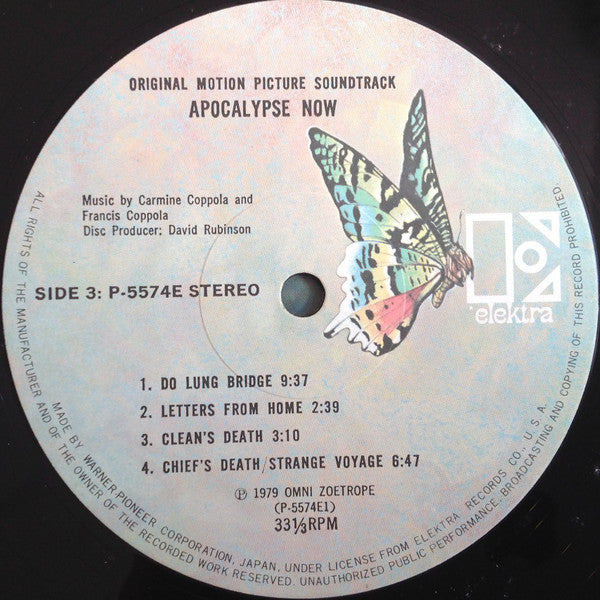 ORIGINAL MOTION PICTURE SOUNDTRACK
APOCALYPSE NOW
Music by Carmine Coppola and
Francis Coppola
Disc Producer: David Rubinson
SIDE 3: P-5574E STEREO
elektra
1. DO LUNG BRIDGE 9:37
2. LETTERS FROM HOME 2:39
3. CLEAN'S DEATH 3:10
4. CHIEF'S DEATH/STRANGE VOYAGE 6:47
Ⓟ 1979 OMNI ZOETROPE
(P-5574E1)
33⅓RPM
MADE BY WARNER-PIONEER CORPORATION, JAPAN, UNDER LICENSE FROM ELEKTRA RECORDS CO., U.S.A.
ALL RIGHTS OF THE MANUFACTURER AND OF THE OWNER OF THE RECORDED WORK RESERVED. UNAUTHORIZED PUBLIC PERFORMANCE, BROADCASTING AND COPYING OF THIS RECORD PROHIBITED.